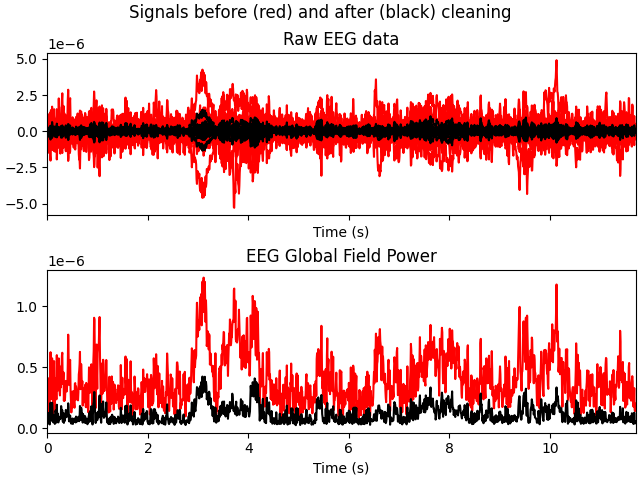 Signals before (red) and after (black) cleaning
Raw EEG data
1e−6
5.0
2.5
0.0
−2.5
−5.0
Time (s)
EEG Global Field Power
1e−6
1.0
0.5
0.0
0 2 4 6 8 10
Time (s)